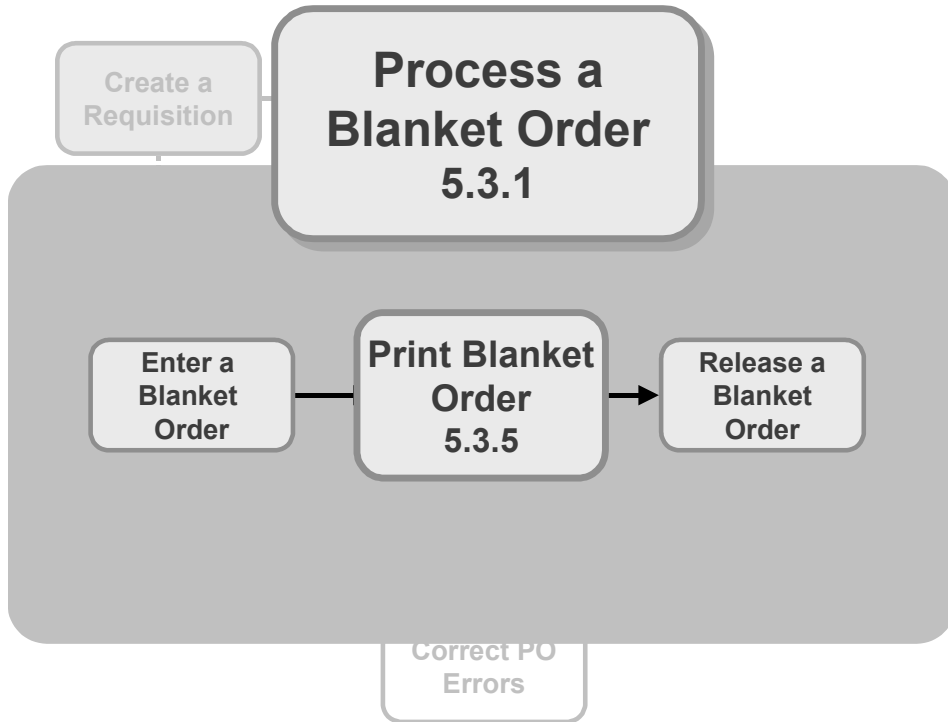 Create a
Requisition
Process a
Blanket Order
5.3.1
Enter a
Blanket
Order
Print Blanket
Order
5.3.5
Release a
Blanket
Order
Correct PO
Errors